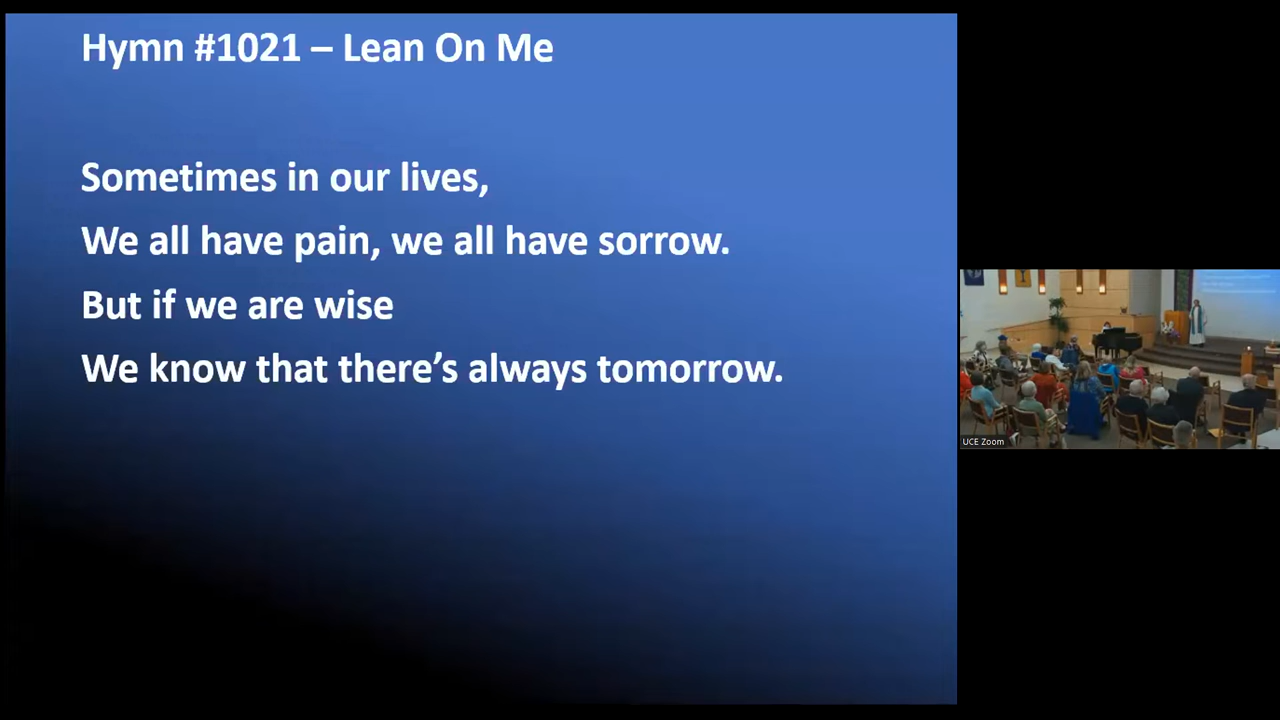 Hymn #1021 – Lean On Me
Sometimes in our lives,
We all have pain, we all have sorrow.
But if we are wise
We know that there’s always tomorrow.
UCE Zoom